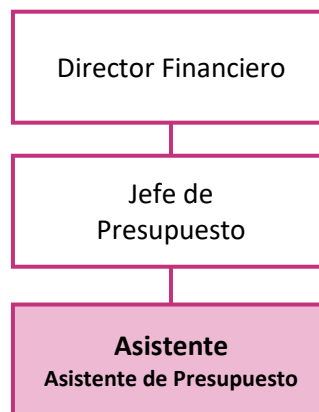 Director Financiero
Jefe de
Presupuesto
Asistente
Asistente de Presupuesto